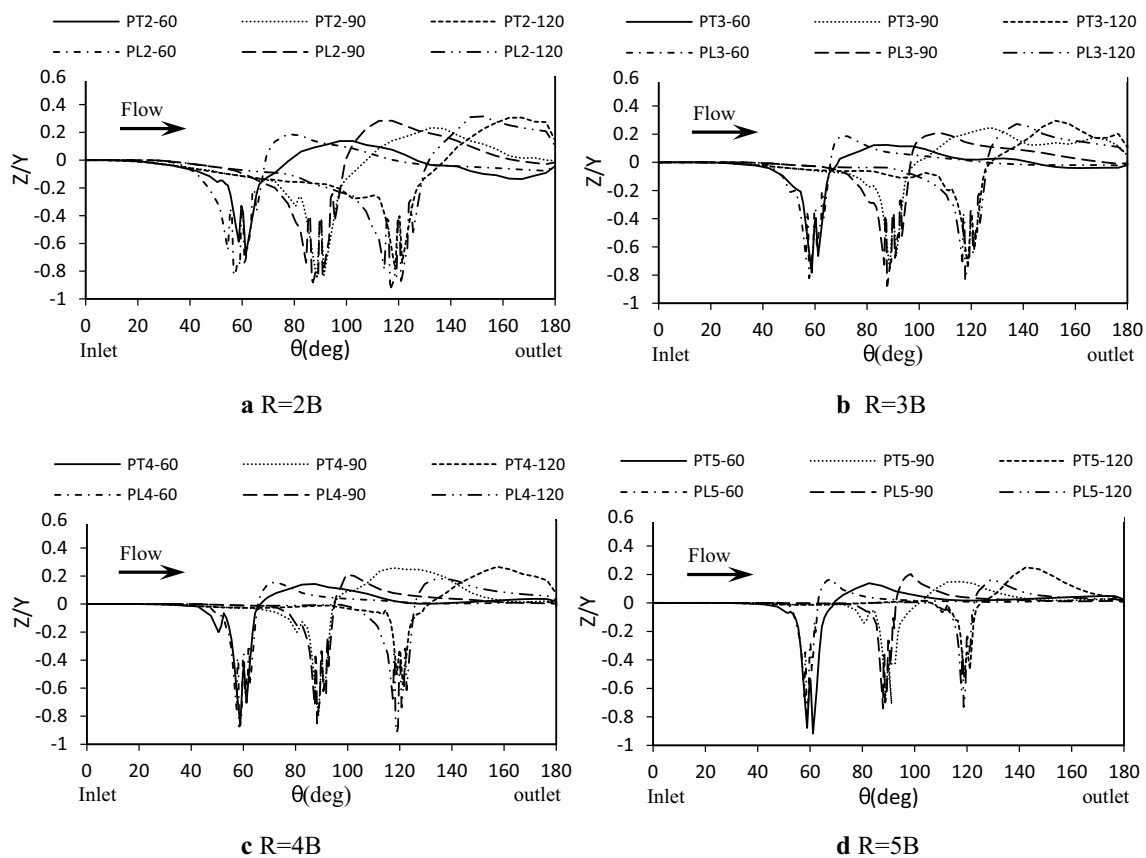 PT2-60 PT2-90 PT2-120
PL2-60 PL2-90 PL2-120
0.6
0.4
0.2
0
-0.2
-0.4
-0.6
-0.8
-1
Z/Y
Flow
0 20 40 60 80 100 120 140 160 180
Inlet θ(deg) outlet
a R=2B
PT3-60 PT3-90 PT3-120
PL3-60 PL3-90 PL3-120
0.6
0.4
0.2
0
-0.2
-0.4
-0.6
-0.8
-1
Z/Y
Flow
0 20 40 60 80 100 120 140 160 180
Inlet θ(deg) outlet
b R=3B
PT4-60 PT4-90 PT4-120
PL4-60 PL4-90 PL4-120
0.6
0.4
0.2
0
-0.2
-0.4
-0.6
-0.8
-1
Z/Y
Flow
0 20 40 60 80 100 120 140 160 180
Inlet θ(deg) outlet
c R=4B
PT5-60 PT5-90 PT5-120
PL5-60 PL5-90 PL5-120
0.6
0.4
0.2
0
-0.2
-0.4
-0.6
-0.8
-1
Z/Y
Flow
0 20 40 60 80 100 120 140 160 180
Inlet θ(deg) outlet
d R=5B